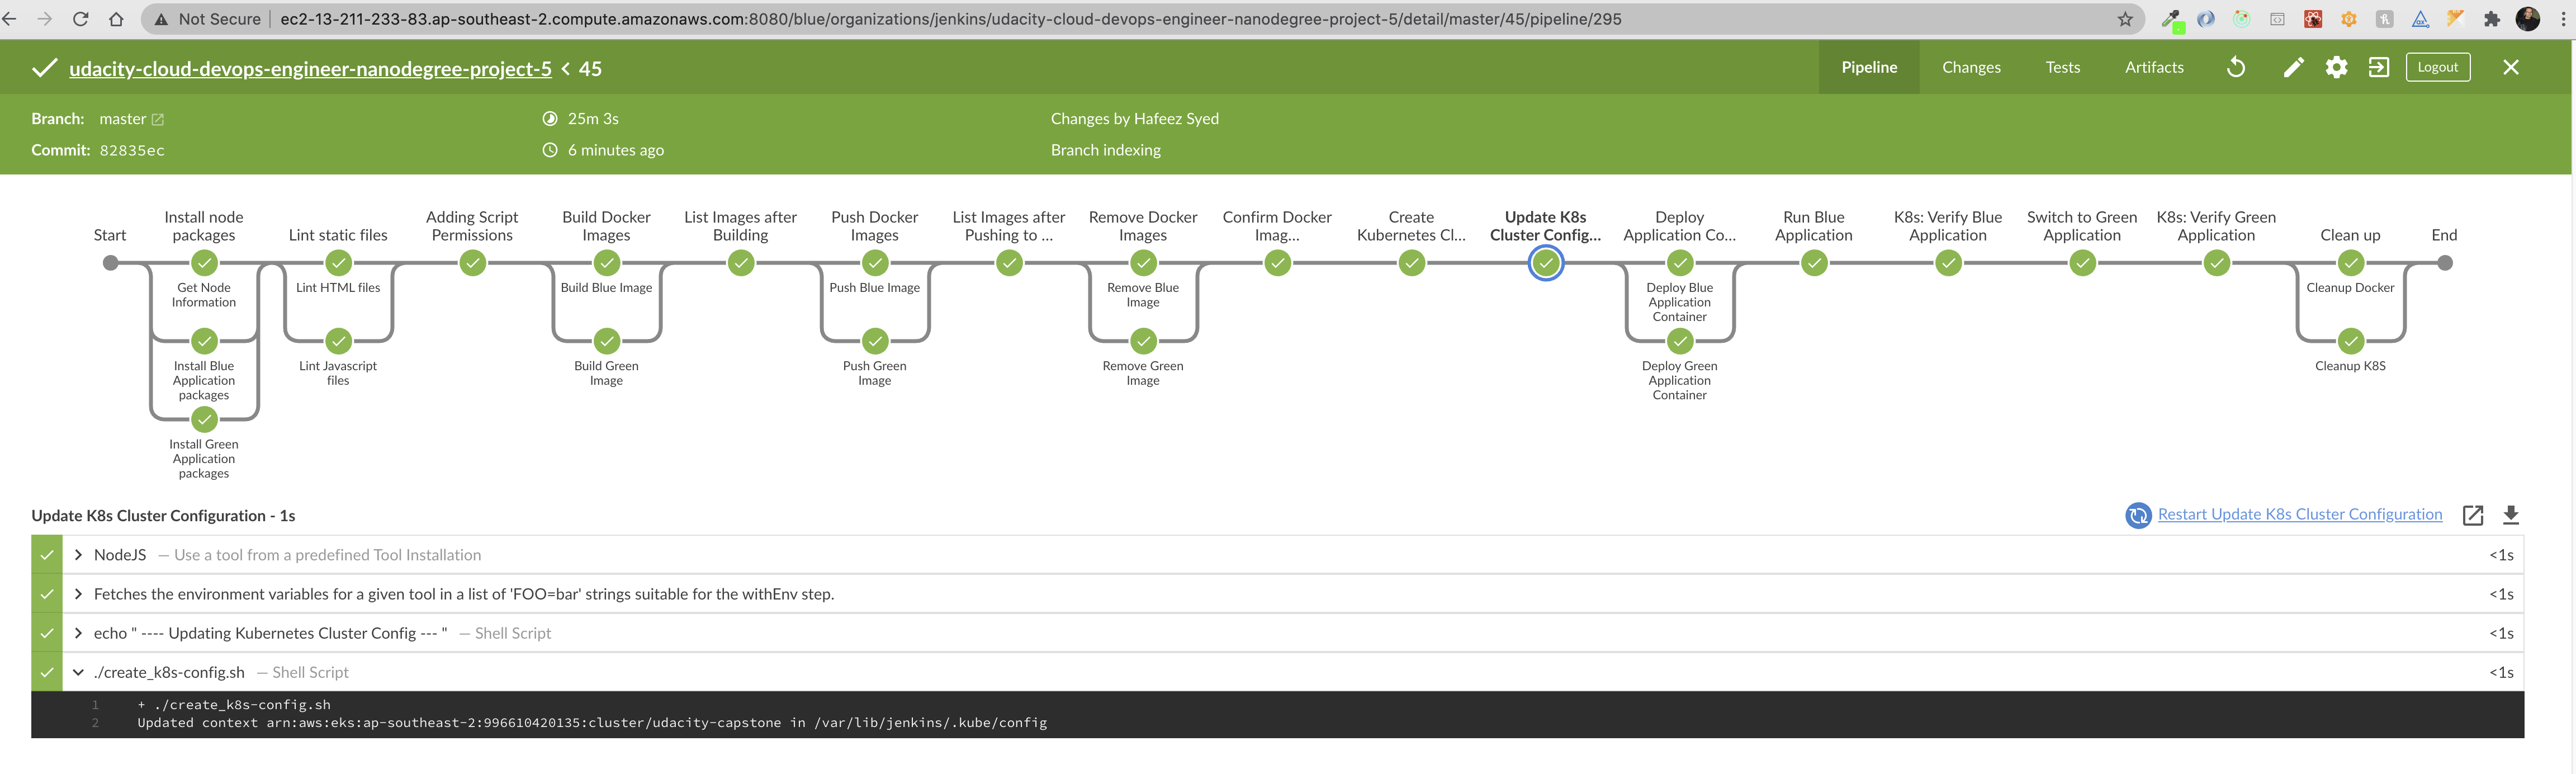 Not Secure
ec2-13-211-233-83.ap-southeast-2.compute.amazonaws.com:8080/blue/organizations/jenkins/udacity-cloud-devops-engineer-nanodegree-project-5/detail/master/45/pipeline/295
udacity-cloud-devops-engineer-nanodegree-project-5 < 45
Pipeline
Changes
Tests
Artifacts
Logout
Branch: master
25m 3s
Changes by Hafeez Syed
Commit: 82835ec
6 minutes ago
Branch indexing
Start
Install node
packages
Get Node
Information
Install Blue
Application
packages
Install Green
Application
packages
Lint static files
Lint HTML files
Lint Javascript
files
Adding Script
Permissions
Build Docker
Images
Build Blue Image
Build Green
Image
List Images after
Building
Push Docker
Images
Push Blue Image
Push Green
Image
List Images after
Pushing to ...
Remove Docker
Images
Remove Blue
Image
Remove Green
Image
Confirm Docker
Imag...
Create
Kubernetes Cl...
Update K8s
Cluster Config...
Deploy
Application Co...
Deploy Blue
Application
Container
Deploy Green
Application
Container
Run Blue
Application
K8s: Verify Blue
Application
Switch to Green
Application
K8s: Verify Green
Application
Clean up
Cleanup Docker
Cleanup K8S
End
Update K8s Cluster Configuration - 1s
Restart Update K8s Cluster Configuration
NodeJS — Use a tool from a predefined Tool Installation <1s
Fetches the environment variables for a given tool in a list of 'FOO=bar' strings suitable for the withEnv step. <1s
echo " ---- Updating Kubernetes Cluster Config --- " — Shell Script <1s
./create_k8s-config.sh — Shell Script <1s
1 + ./create_k8s-config.sh
2 Updated context arn:aws:eks:ap-southeast-2:996610420135:cluster/udacity-capstone in /var/lib/jenkins/.kube/config